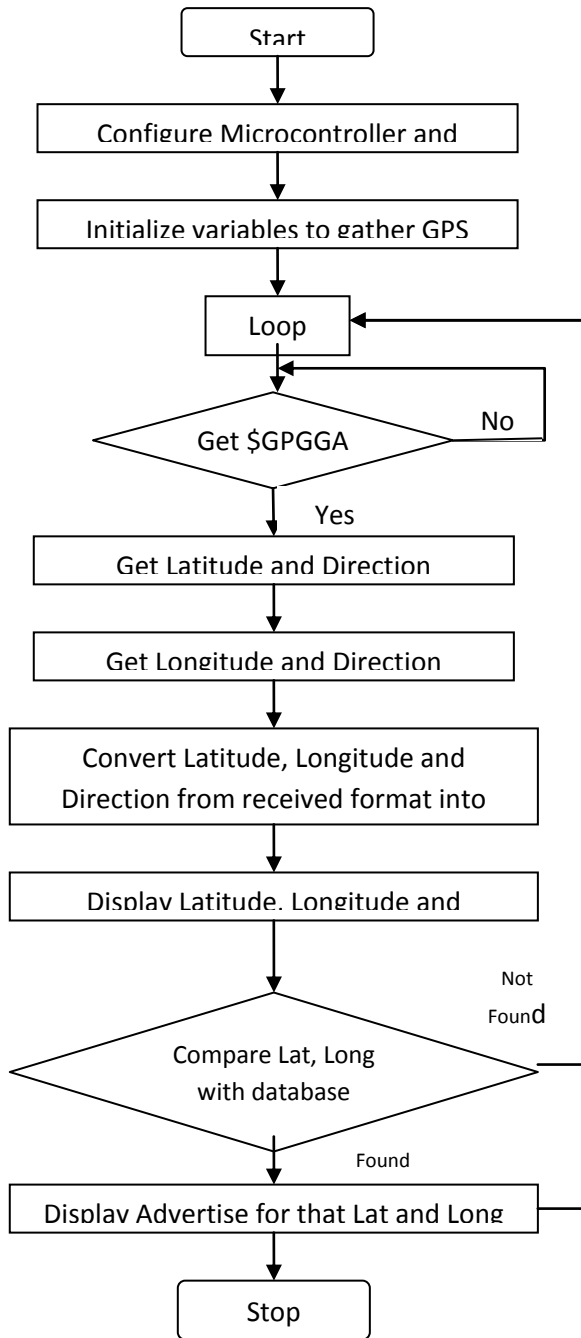 Start
Configure Microcontroller and
Initialize variables to gather GPS
Loop
Get $GPGGA
No
Yes
Get Latitude and Direction
Get Longitude and Direction
Convert Latitude, Longitude and
Direction from received format into
Display Latitude, Longitude and
Not
Found
Compare Lat, Long
with database
Found
Display Advertise for that Lat and Long
Stop